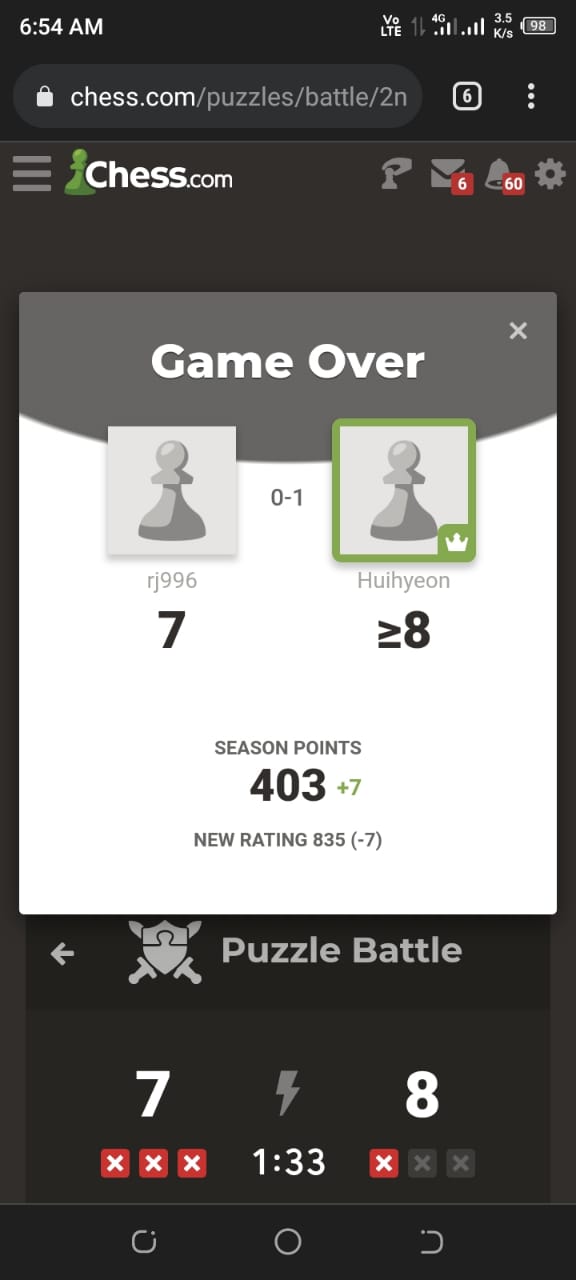 6:54 AM
Vo LTE 4G 3.5 K/s 98
chess.com/puzzles/battle/2n
6
Chess.com
6
60
×
Game Over
0-1
rj996
Huihyeon
7
≥8
SEASON POINTS
403 +7
NEW RATING 835 (-7)
Puzzle Battle
7
8
1:33